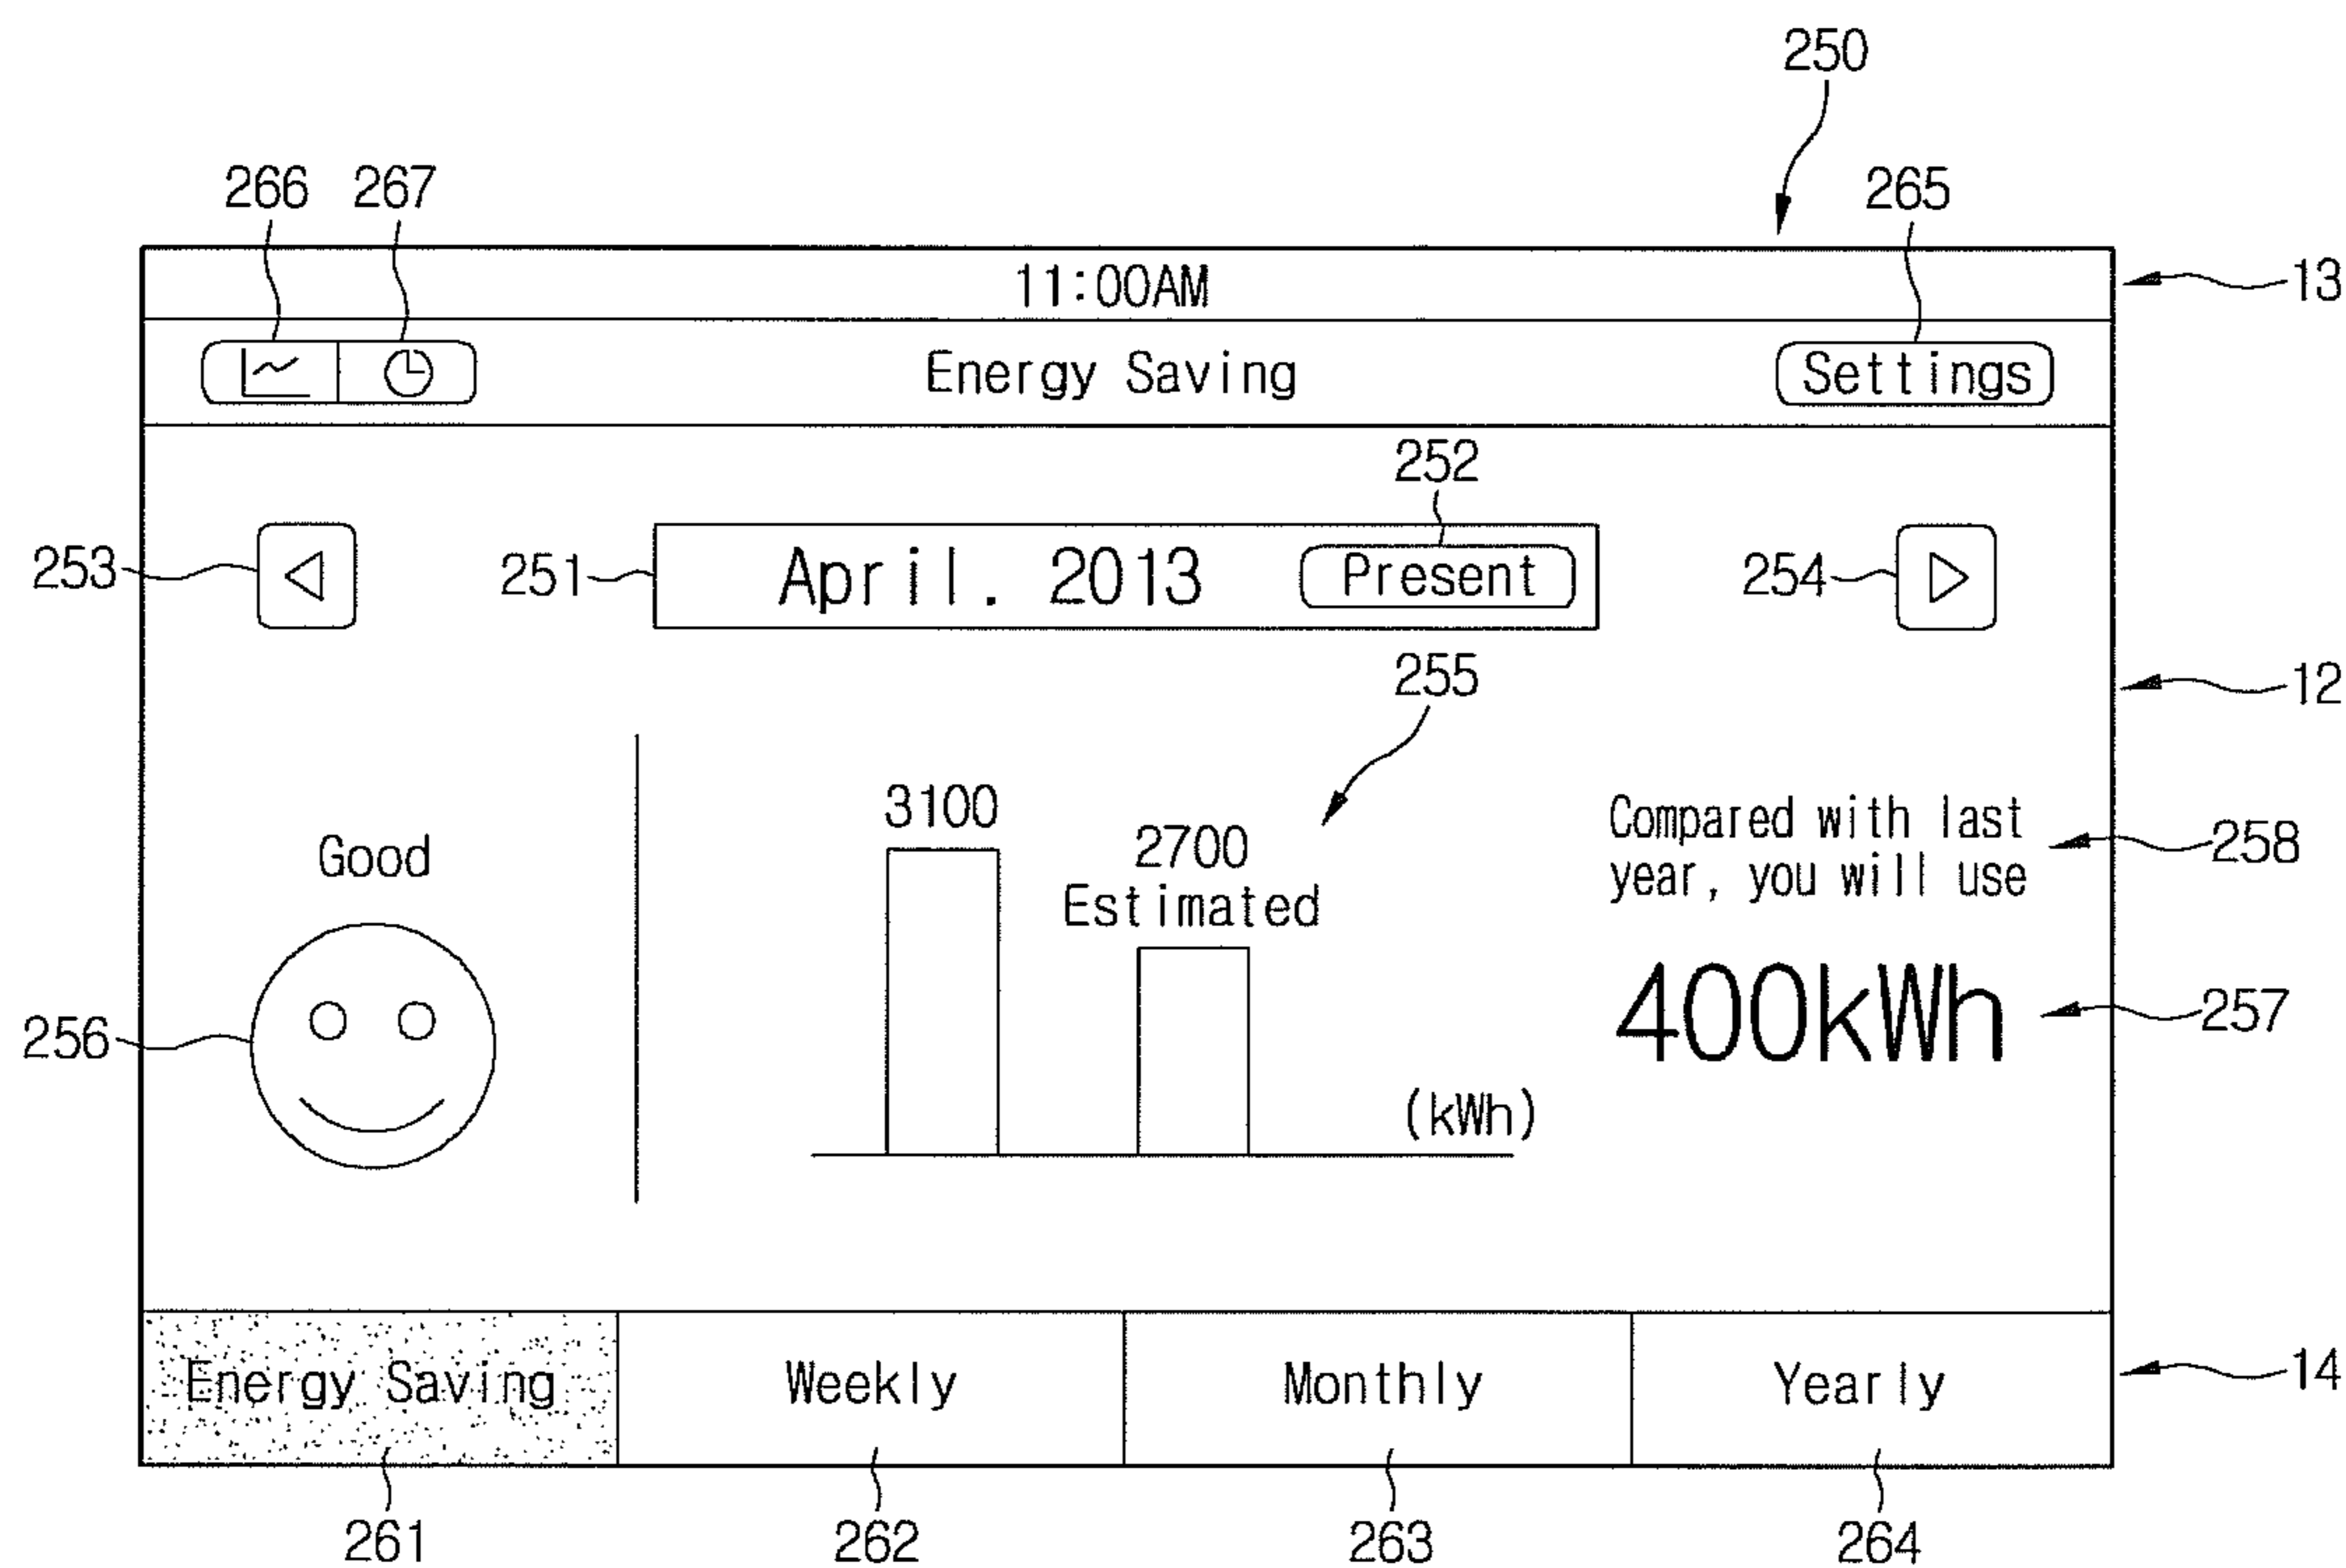 250
266 267
265
11:00AM
13
Energy Saving
Settings
252
253
251
April. 2013
Present
254
255
12
3100
Compared with last
2700
258
Good
year, you will use
Estimated
400kWh
257
256
(kWh)
Energy Saving
Weekly
Monthly
Yearly
14
261
262
263
264